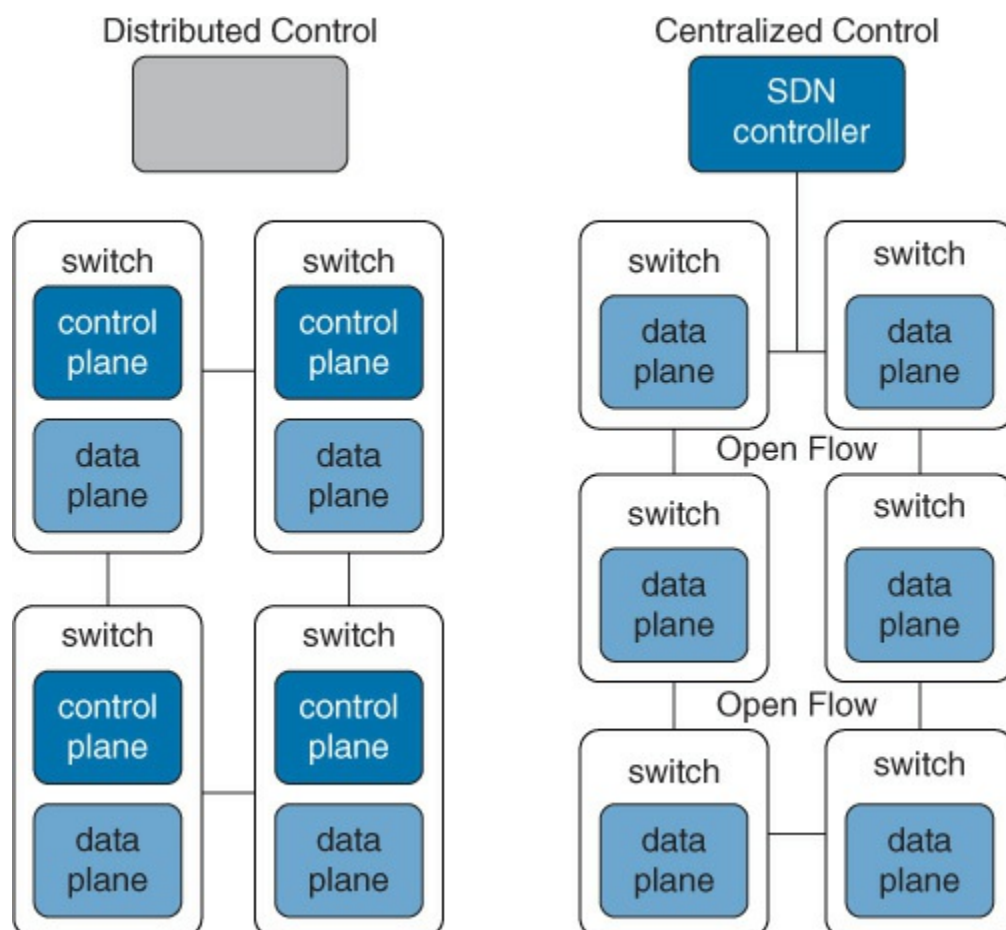 Distributed Control
switch
control
plane
data
plane
switch
control
plane
data
plane
switch
control
plane
data
plane
switch
control
plane
data
plane
Centralized Control
SDN
controller
switch
data
plane
switch
data
plane
Open Flow
switch
data
plane
switch
data
plane
Open Flow
switch
data
plane
switch
data
plane